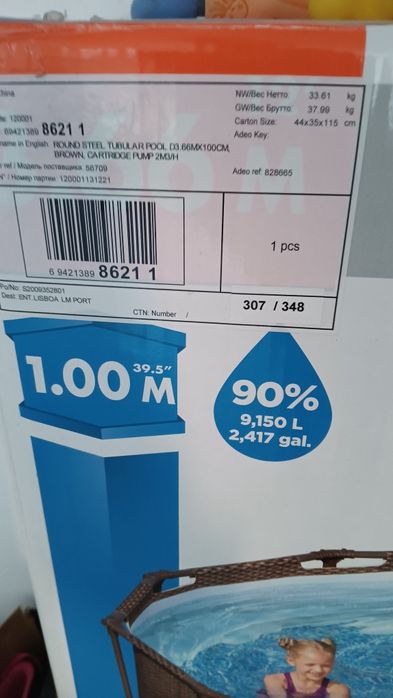 China
NW/Вес Нетто: 33.61 kg
120001
GW/Вес Брутто: 37.99 kg
69421389 8621 1
Carton Size: 44x35x115 cm
name in English ROUND STEEL TUBULAR POOL D3.66MX100CM,
Adeo Key:
BROWN, CARTRIDGE PUMP 2M3/H
ref / Модель поставщика 56709
Adeo ref 828665
N° / Номер партии: 120001131221
6 9421389 8621 1
1 pcs
Po/No: S2009352801
Dest: ENT.LISBOA LM PORT
CTN: Number /
307 / 348
1.00 M
39.5"
90%
9,150 L
2,417 gal.